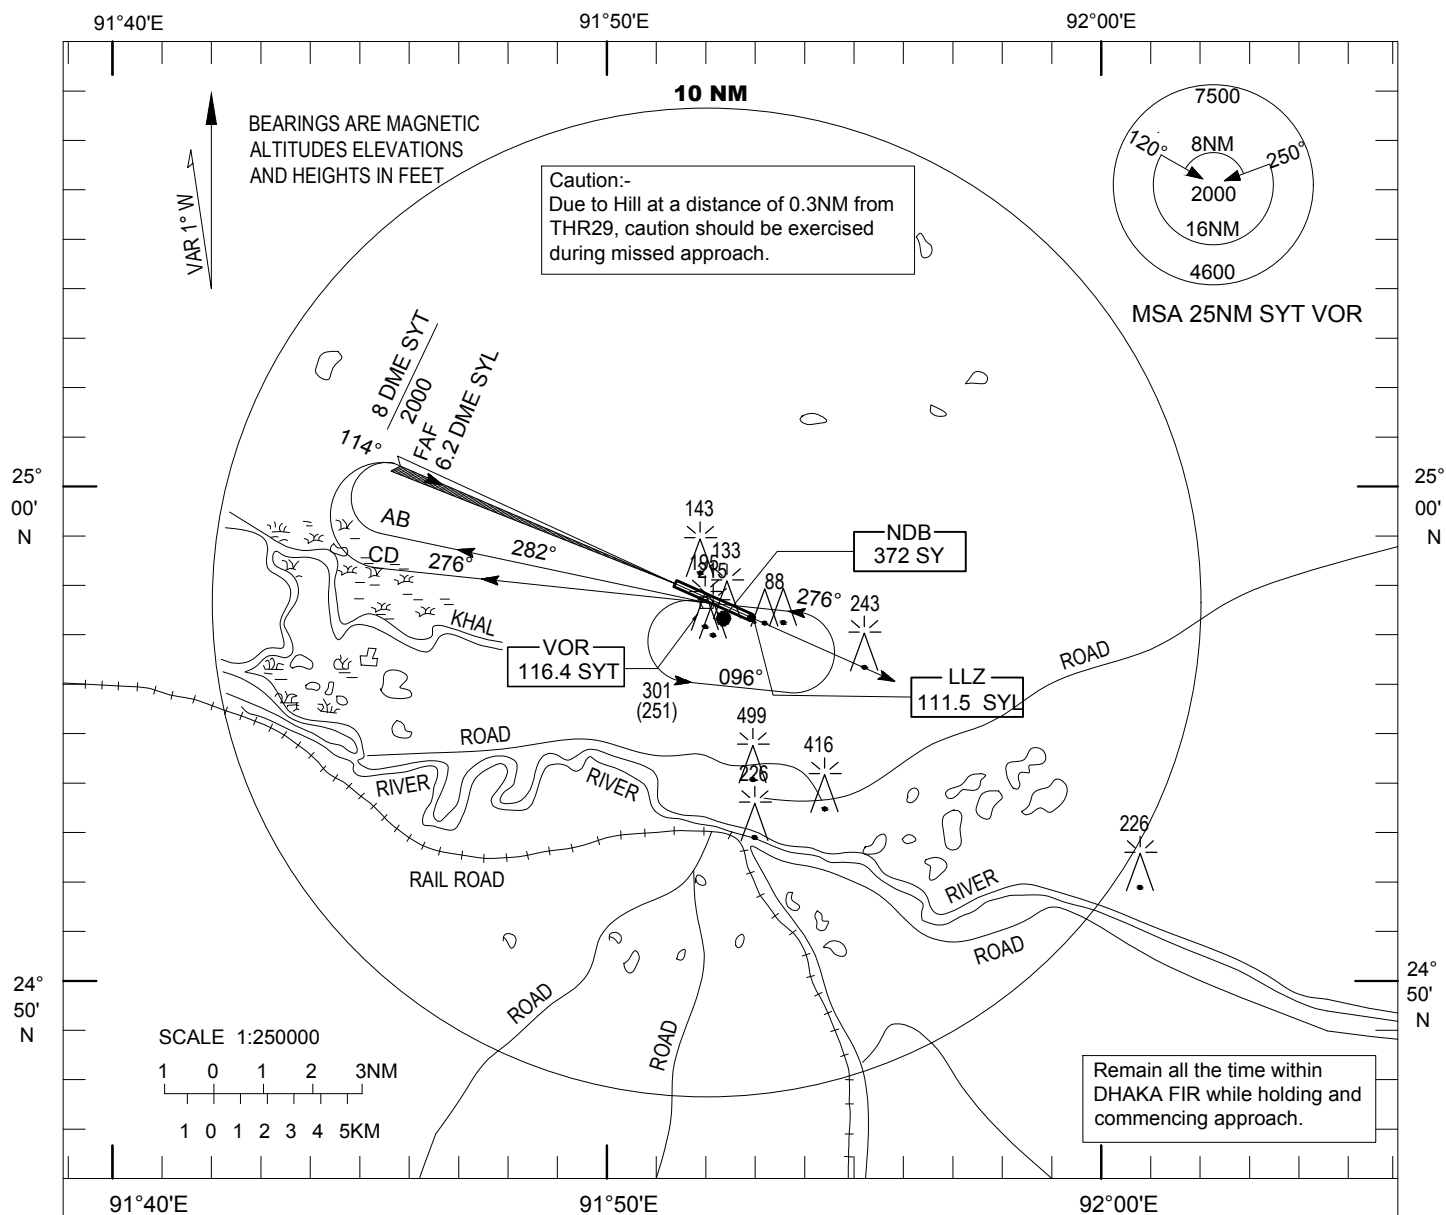 91°40'E
91°50'E
92°00'E
10 NM
BEARINGS ARE MAGNETIC
ALTITUDES ELEVATIONS
AND HEIGHTS IN FEET
VAR 1° W
Caution:-
Due to Hill at a distance of 0.3NM from
THR29, caution should be exercised
during missed approach.
7500
120°
8NM
250°
2000
16NM
4600
MSA 25NM SYT VOR
8 DME SYT
2000
FAF
6.2 DME SYL
114°
25°
00'
N
25°
00'
N
AB
282°
CD
276°
143
133
195
215
88
276°
243
NDB
372 SY
KHAL
VOR
116.4 SYT
096°
301
(251)
LLZ
111.5 SYL
ROAD
499
416
226
226
ROAD
RIVER
RIVER
RAIL ROAD
RIVER
ROAD
ROAD
ROAD
24°
50'
N
24°
50'
N
SCALE 1:250000
1 0 1 2 3NM
1 0 1 2 3 4 5KM
Remain all the time within
DHAKA FIR while holding and
commencing approach.
91°40'E
91°50'E
92°00'E